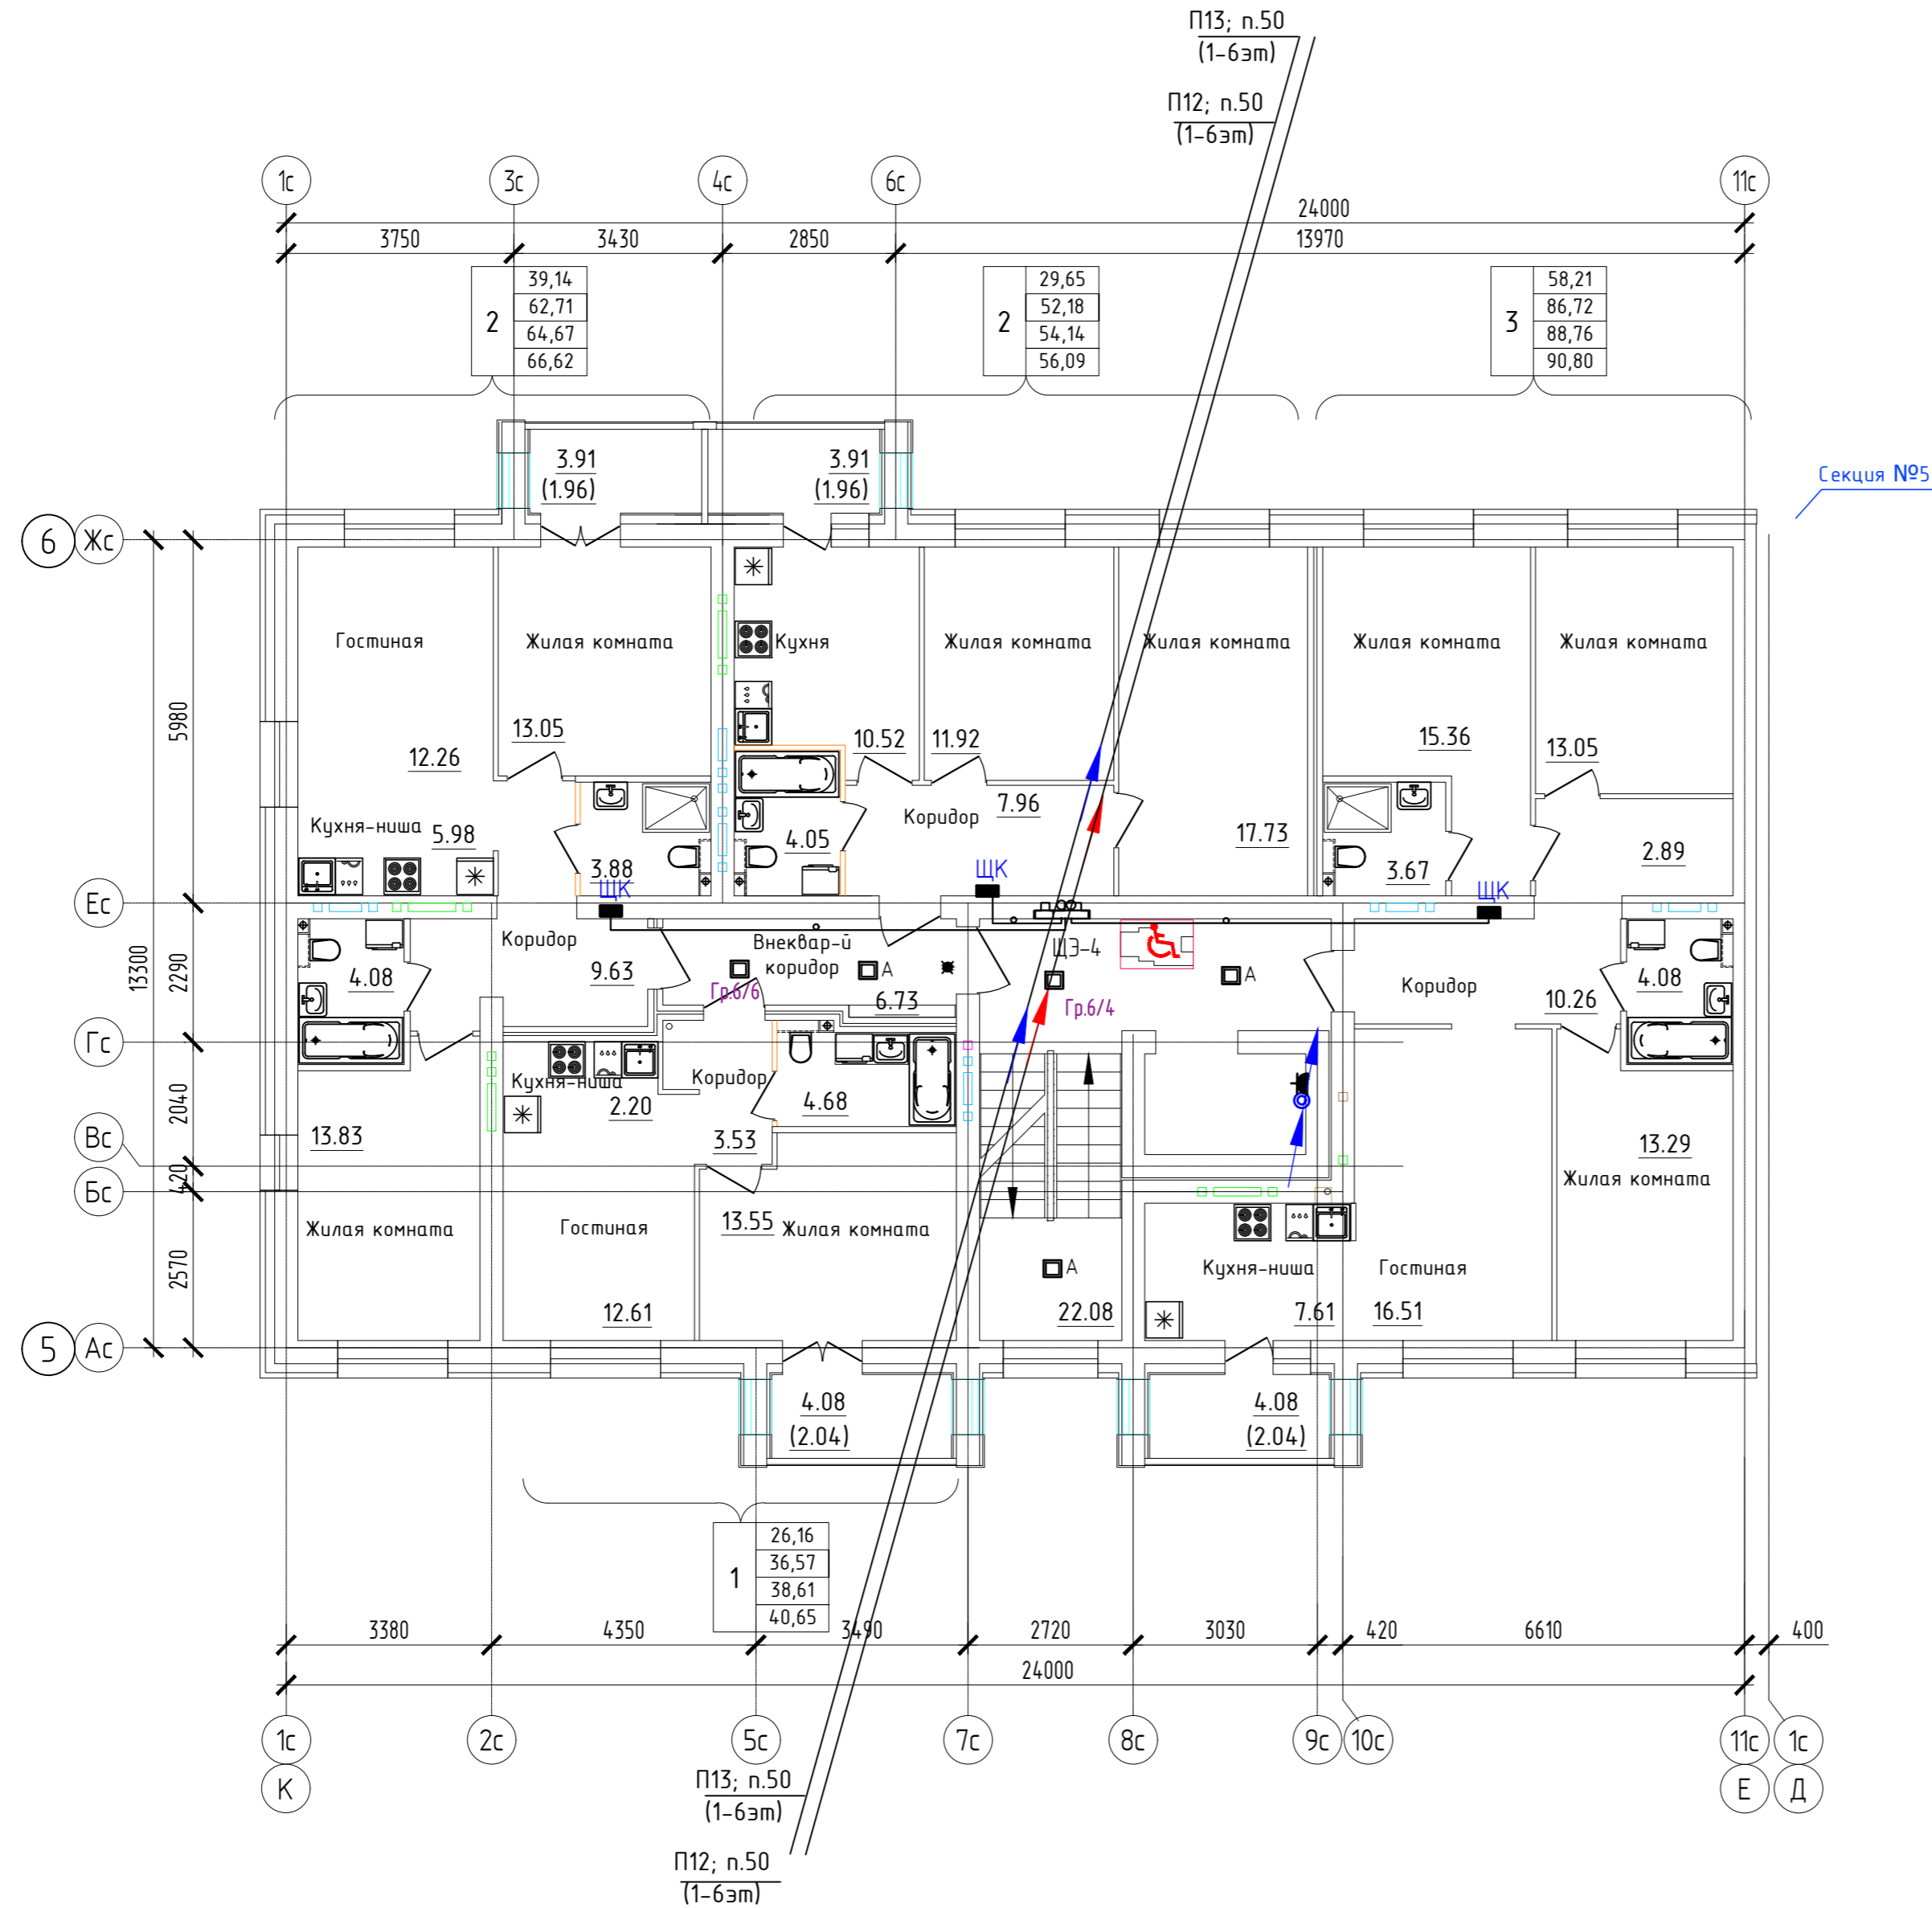 П13; п.50
(1-6эт)
П12; п.50
(1-6эт)
1с
3с
4с
6с
11с
24000
3750
3430
2850
13970
2
39,14
62,71
64,67
66,62
2
29,65
52,18
54,14
56,09
3
58,21
86,72
88,76
90,80
Секция №5
3.91
(1.96)
3.91
(1.96)
6
Жс
Гостиная
Жилая комната
Кухня
Жилая комната
Жилая комната
Жилая комната
Жилая комната
5980
12.26
13.05
10.52
11.92
15.36
13.05
Кухня-ниша
5.98
3.88
4.05
Коридор
7.96
17.73
3.67
2.89
ЩК
ЩК
ЩК
Ес
13300
2290
Коридор
9.63
4.08
Внеквар-й
коридор
А
6.73
Гр.6/6
ЩЭ-4
Гр.6/4
А
Коридор
10.26
4.08
Гс
Кухня-ниша
2.20
Коридор
3.53
4.68
2040
Вс
13.83
13.29
Жилая комната
420
Бс
Жилая комната
Гостиная
13.55
Жилая комната
2570
А
Кухня-ниша
Гостиная
12.61
22.08
7.61
16.51
5
Ас
4.08
(2.04)
4.08
(2.04)
1
26,16
36,57
38,61
40,65
3380
4350
3490
2720
3030
420
6610
400
24000
1с
2с
5с
7с
8с
9с
10с
11с
1с
К
Е
Д
П13; п.50
(1-6эт)
П12; п.50
(1-6эт)